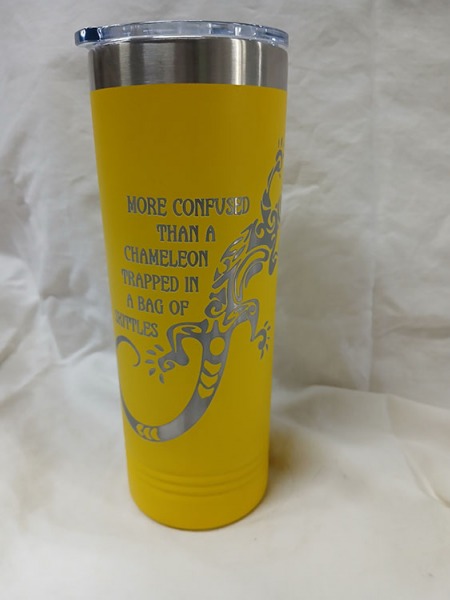 MORE CONFUSED
THAN A
CHAMELEON
TRAPPED IN
A BAG OF
SKITTLES